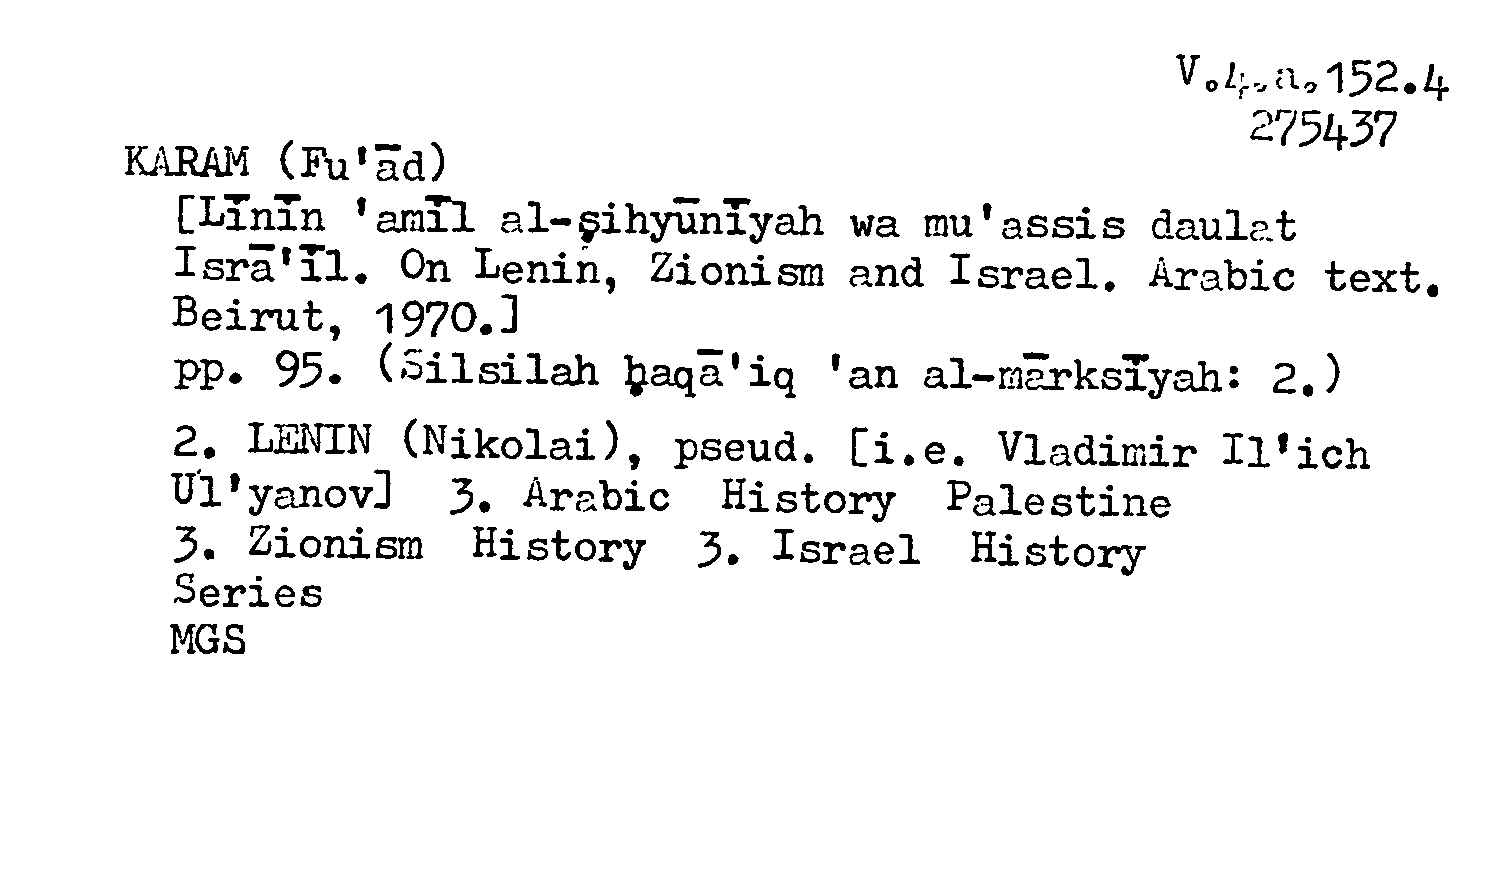 V.4.a.152.4
275437
KARAM (Fu'ād)
[Līnīn 'amīl al-şihyūnīyah wa mu'assis daulat
Isrā'īl. On Lenin, Zionism and Israel. Arabic text.
Beirut, 1970.]
pp. 95. (Silsilah ḩaqā'iq 'an al-mārksīyah: 2.)
2. LENIN (Nikolai), pseud. [i.e. Vladimir Il'ich
Ul'yanov] 3. Arabic History Palestine
3. Zionism History 3. Israel History
Series
MGS